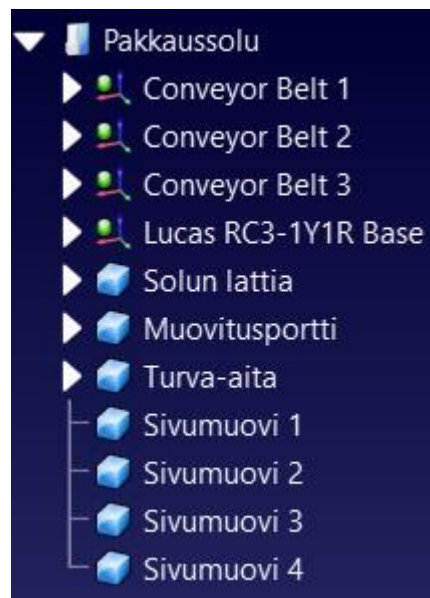 Pakkaussolu
Conveyor Belt 1
Conveyor Belt 2
Conveyor Belt 3
Lucas RC3-1Y1R Base
Solun lattia
Muovitusportti
Turva-aita
Sivumuovi 1
Sivumuovi 2
Sivumuovi 3
Sivumuovi 4